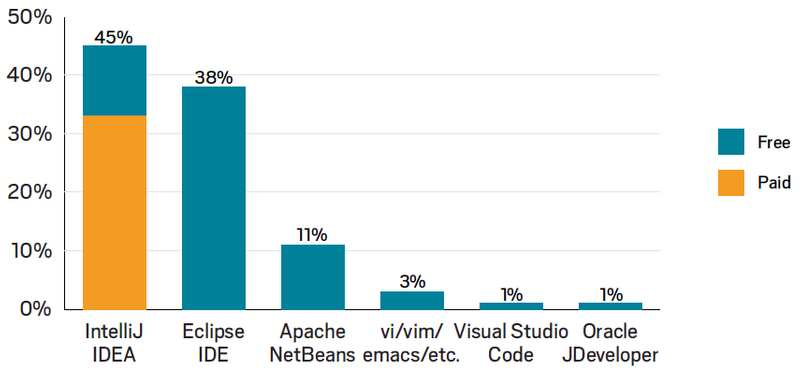 50%
40%
30%
20%
10%
0%
45%
38%
11%
3%
1%
1%
IntelliJ
IDEA
Eclipse
IDE
Apache
NetBeans
vi/vim/
emacs/etc.
Visual Studio
Code
Oracle
JDeveloper
Free
Paid